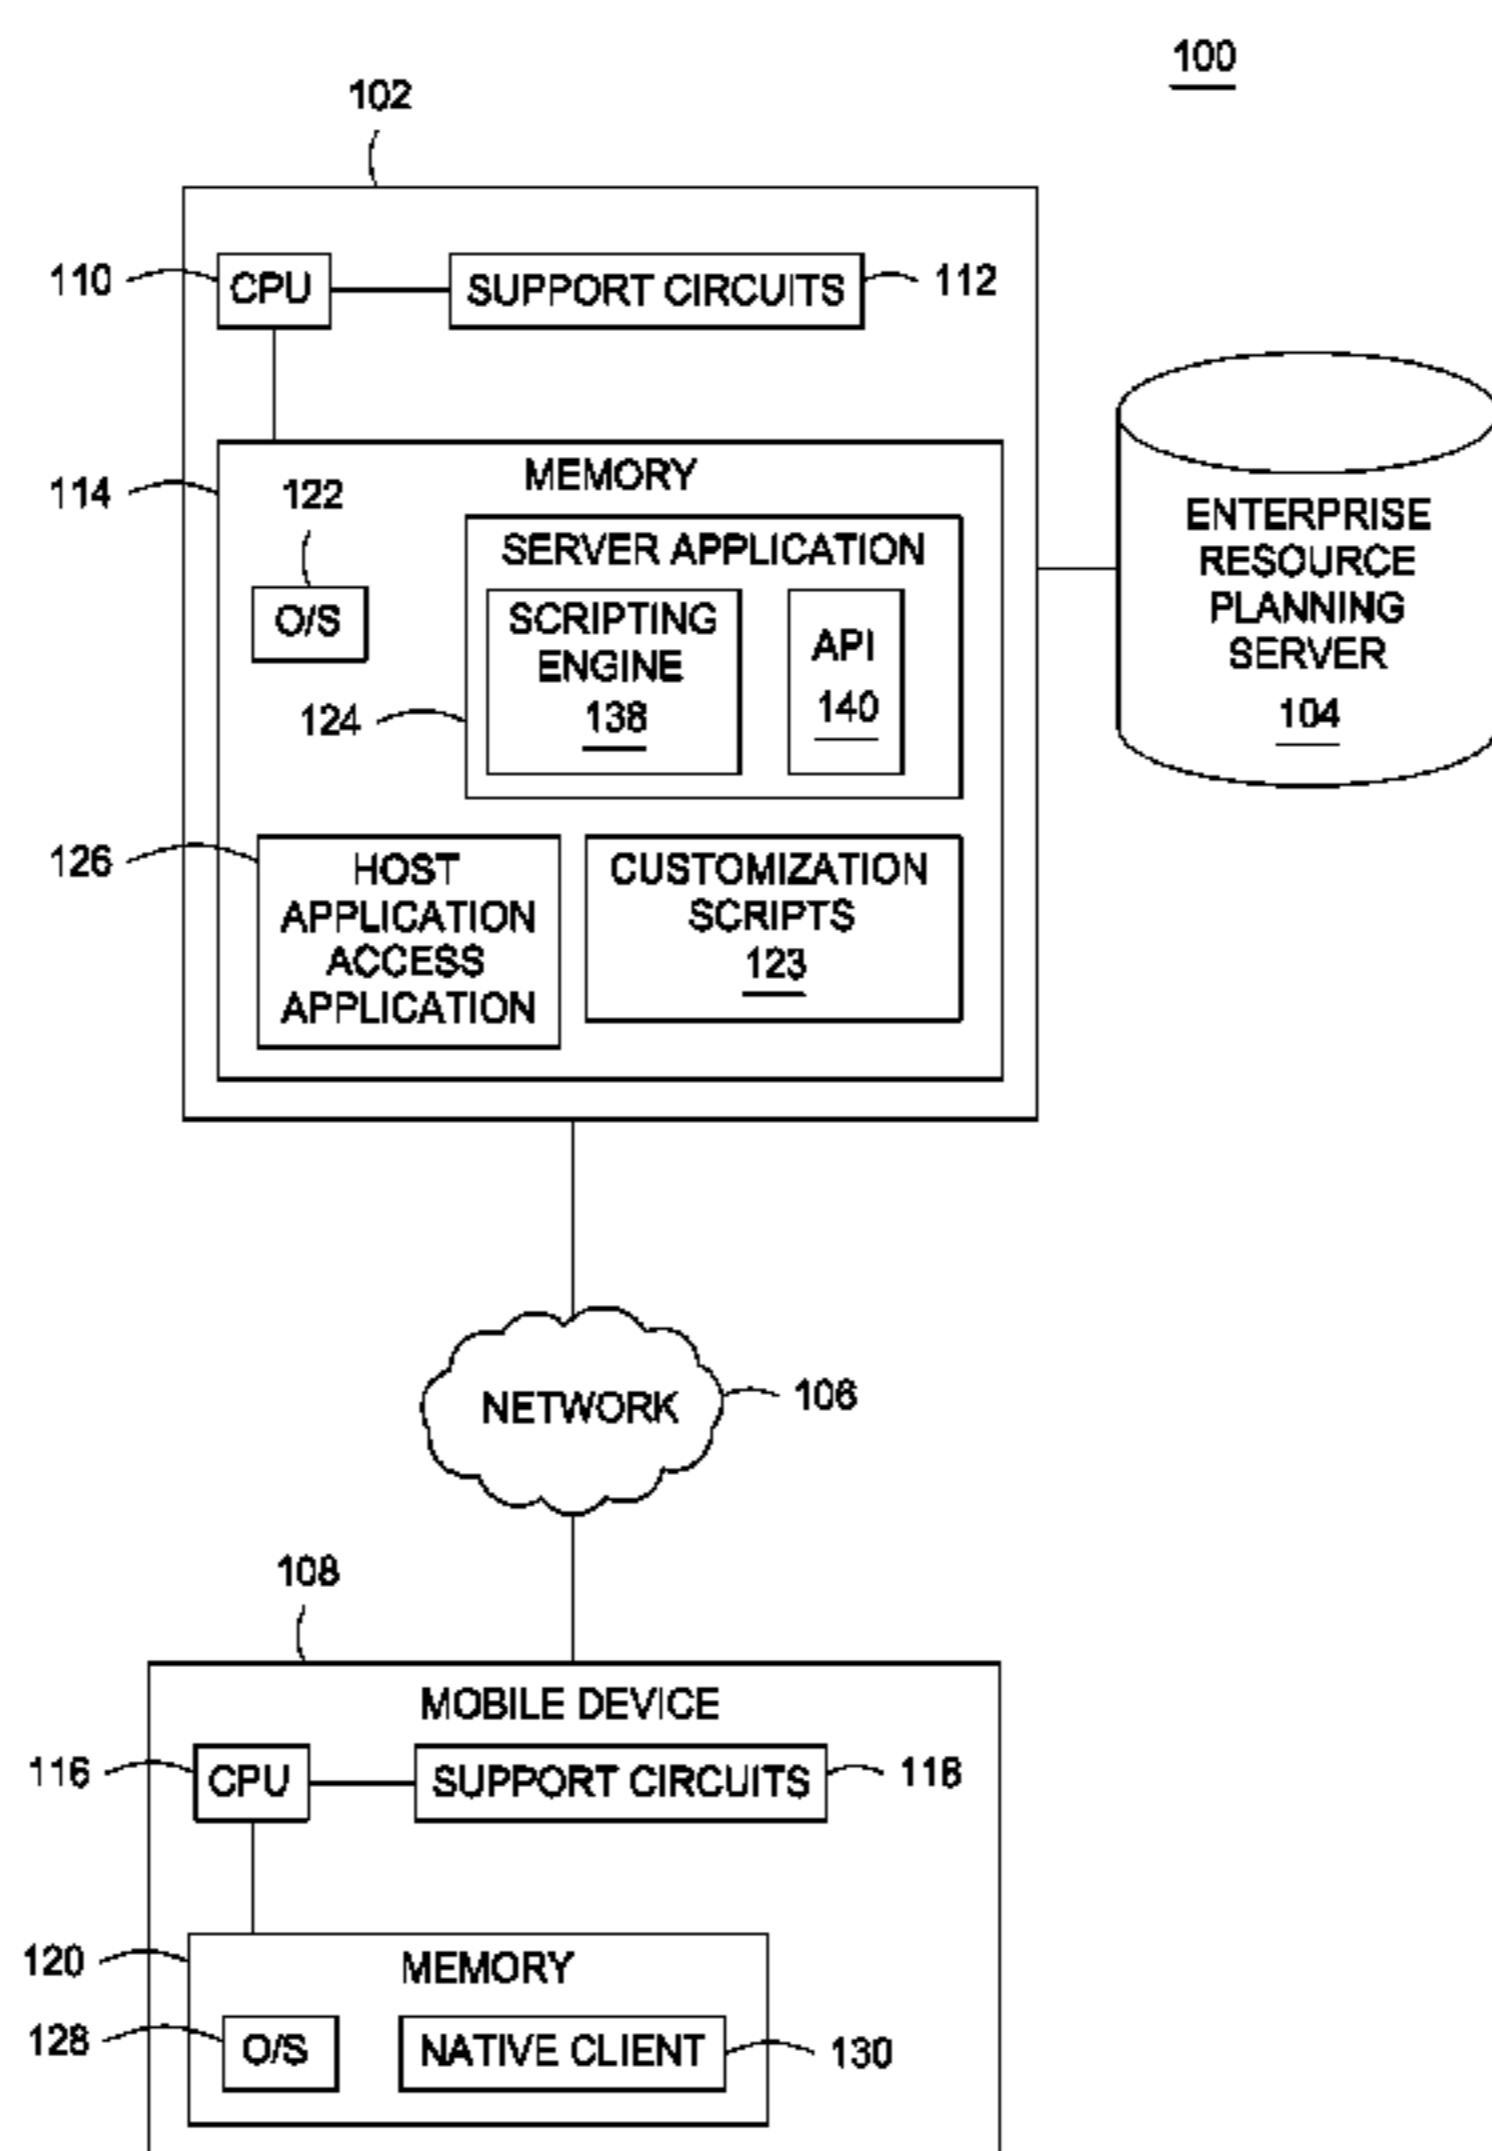 100
102
110
CPU
SUPPORT CIRCUITS
112
114
MEMORY
122
O/S
SERVER APPLICATION
SCRIPTING
ENGINE
138
API
140
124
ENTERPRISE
RESOURCE
PLANNING
SERVER
104
126
HOST
APPLICATION
ACCESS
APPLICATION
CUSTOMIZATION
SCRIPTS
123
NETWORK
106
108
MOBILE DEVICE
116
CPU
SUPPORT CIRCUITS
118
120
MEMORY
128
O/S
NATIVE CLIENT
130